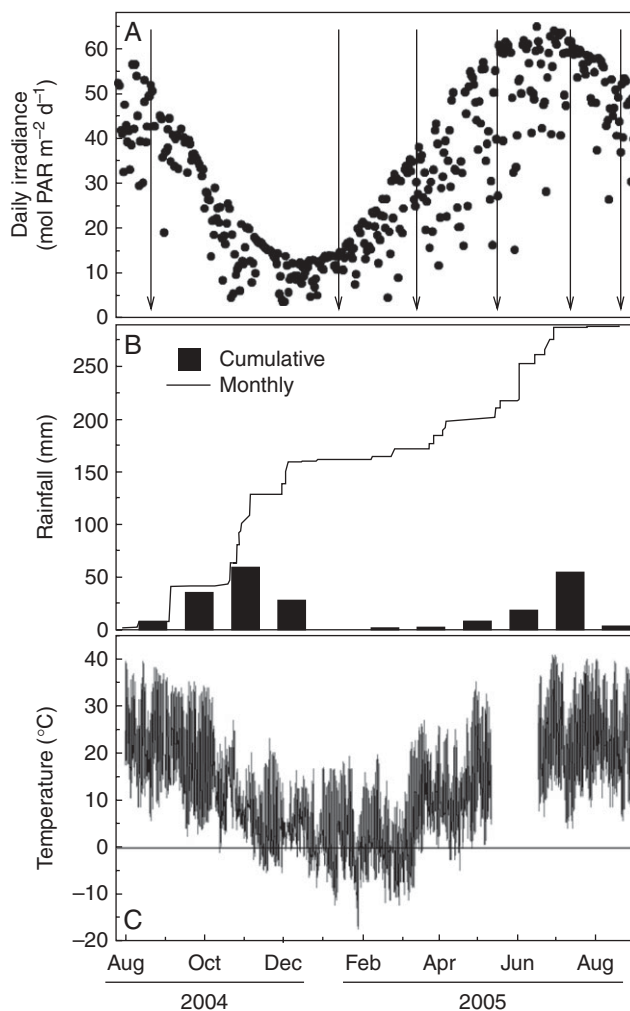 A
Daily irradiance
(mol PAR m⁻² d⁻¹)
60
50
40
30
20
10
0
B
Cumulative
Monthly
Rainfall (mm)
250
200
150
100
50
0
Temperature (°C)
40
30
20
10
0
–10
–20
C
Aug Oct Dec Feb Apr Jun Aug
2004 2005